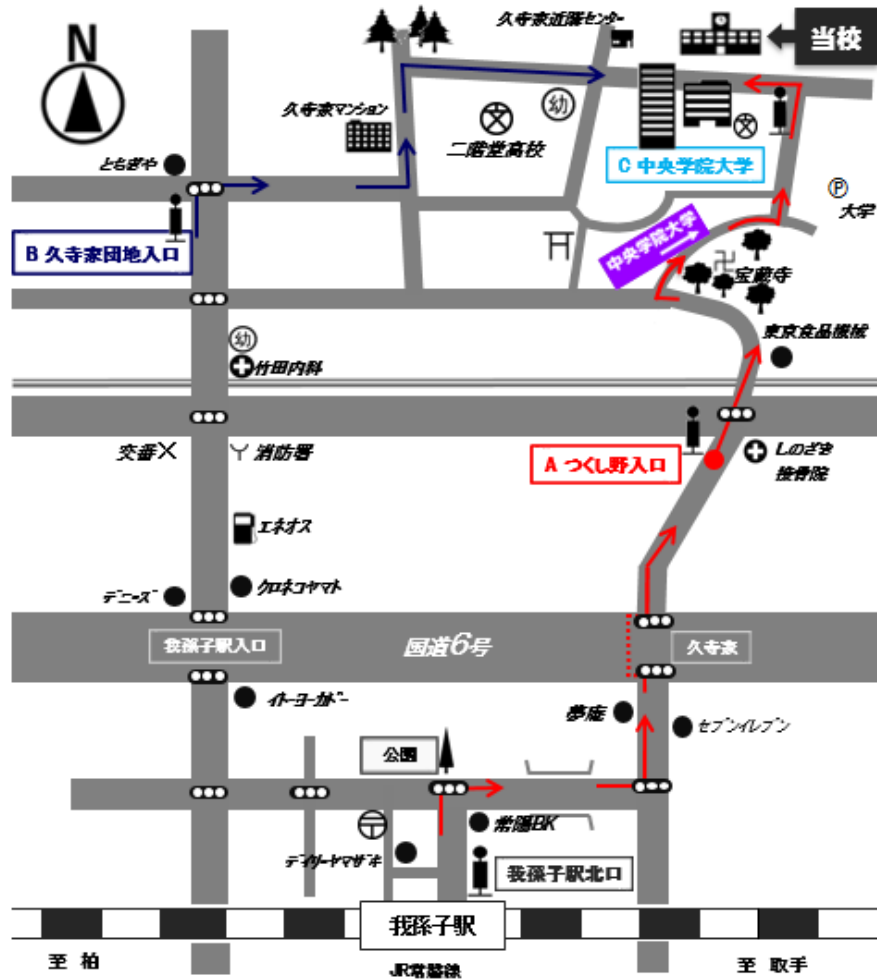 N
久寺家近隣センター
当校
久寺家マンション
幼
文
二階堂高校
文
C 中央学院大学
とちぎや
P
大学
B 久寺家団地入口
中央学院大学
卍
宝蔵寺
幼
竹田内科
東京食品機械
交番
消防署
A つくし野入口
しのざき
接骨院
エネオス
デニーズ
クロネコヤマト
我孫子駅入口
国道6号
久寺家
イトーヨーカドー
夢庵
セブンイレブン
公園
常陽BK
デイリーヤマザキ
我孫子駅北口
我孫子駅
至 柏
JR常磐線
至 取手